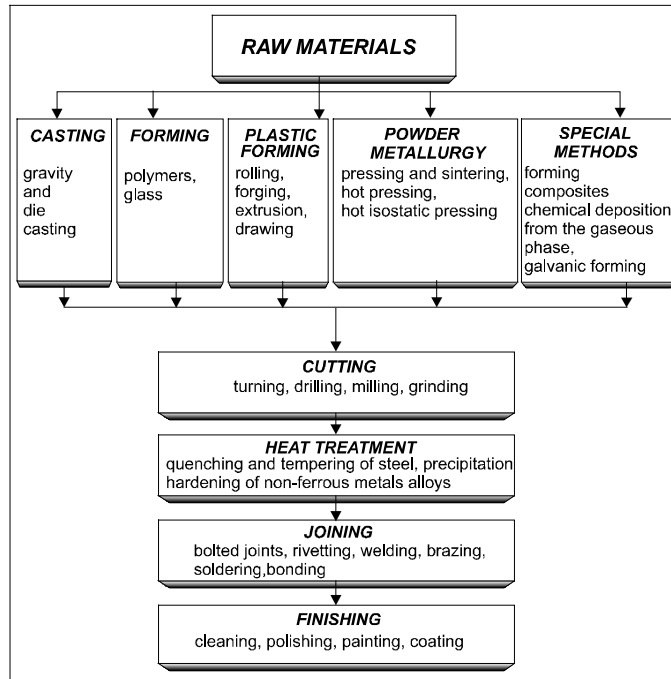 RAW MATERIALS
CASTING
gravity
and
die
casting
FORMING
polymers,
glass
PLASTIC
FORMING
rolling,
forging,
extrusion,
drawing
POWDER
METALLURGY
pressing and sintering,
hot pressing,
hot isostatic pressing
SPECIAL
METHODS
forming
composites
chemical deposition
from the gaseous
phase,
galvanic forming
CUTTING
turning, drilling, milling, grinding
HEAT TREATMENT
quenching and tempering of steel, precipitation
hardening of non-ferrous metals alloys
JOINING
bolted joints, rivetting, welding, brazing,
soldering,bonding
FINISHING
cleaning, polishing, painting, coating